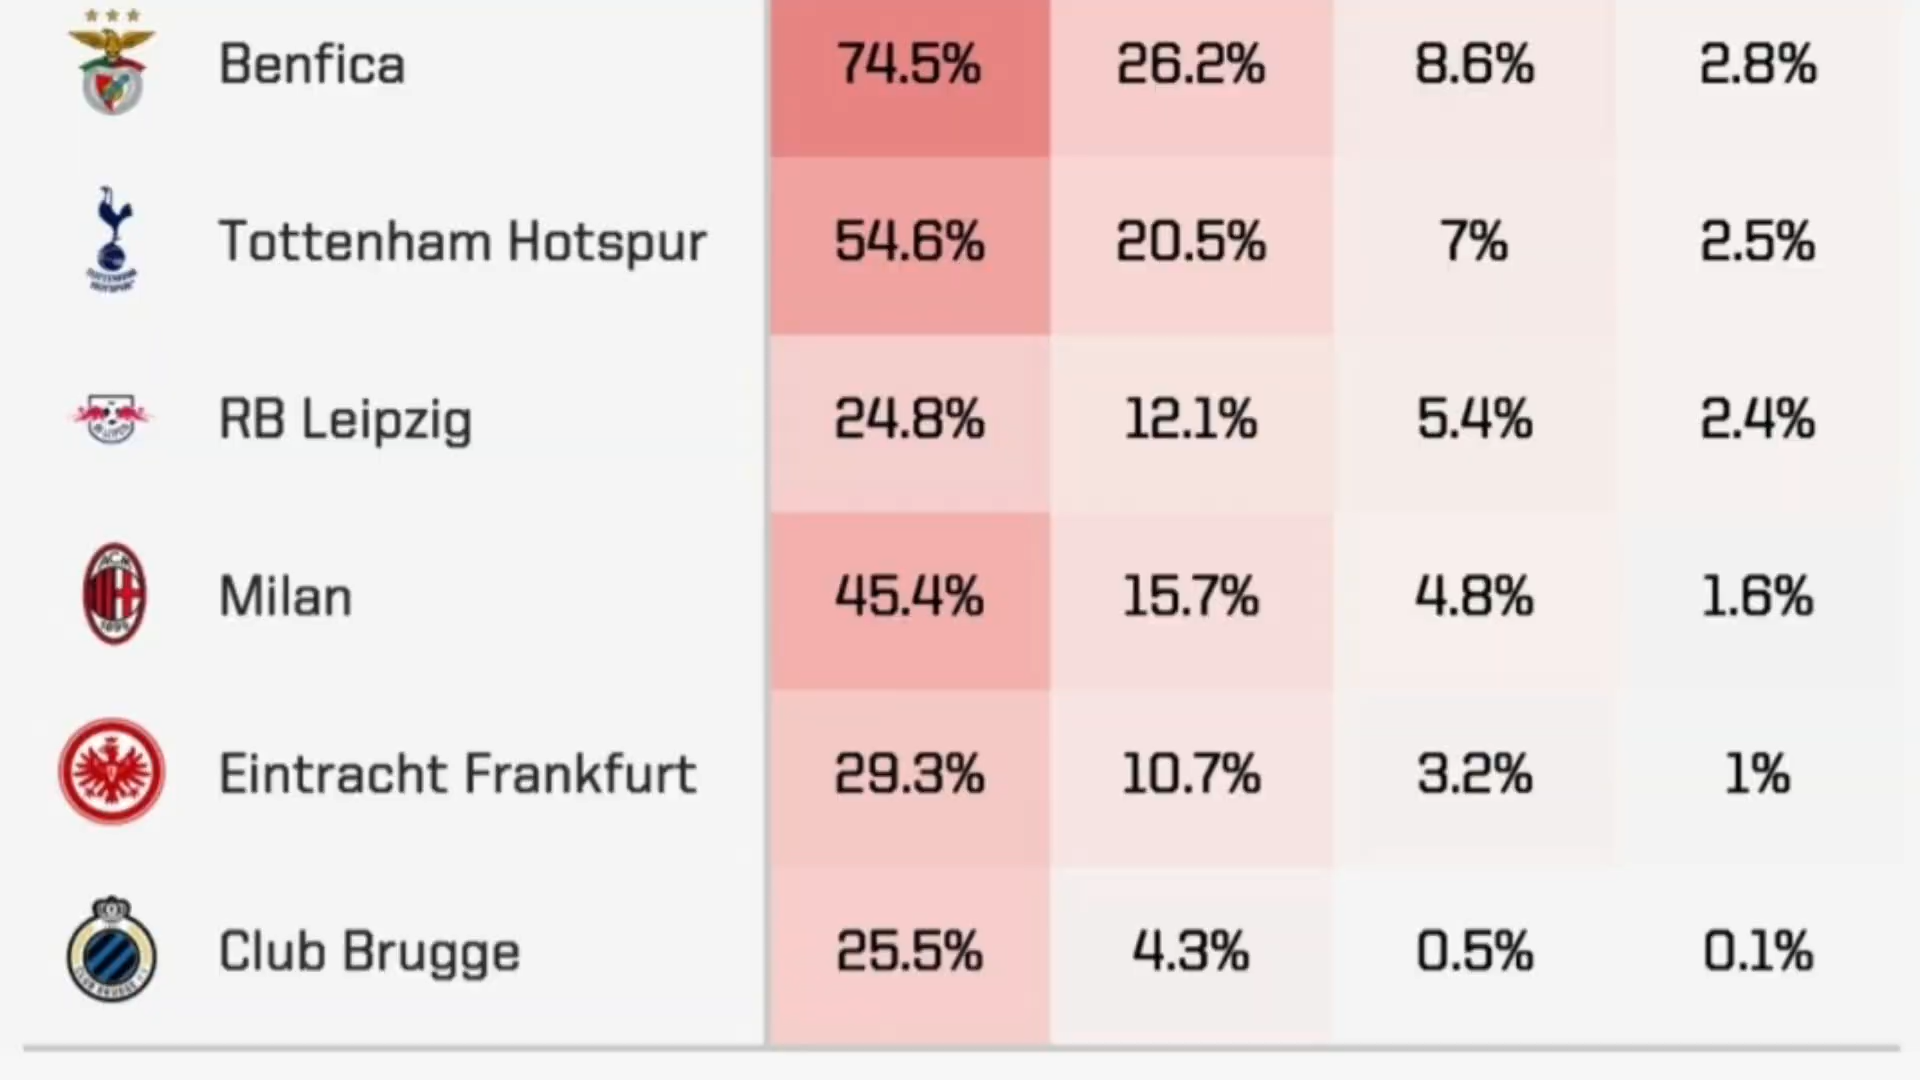 Benfica 74.5% 26.2% 8.6% 2.8%
Tottenham Hotspur 54.6% 20.5% 7% 2.5%
RB Leipzig 24.8% 12.1% 5.4% 2.4%
Milan 45.4% 15.7% 4.8% 1.6%
Eintracht Frankfurt 29.3% 10.7% 3.2% 1%
Club Brugge 25.5% 4.3% 0.5% 0.1%